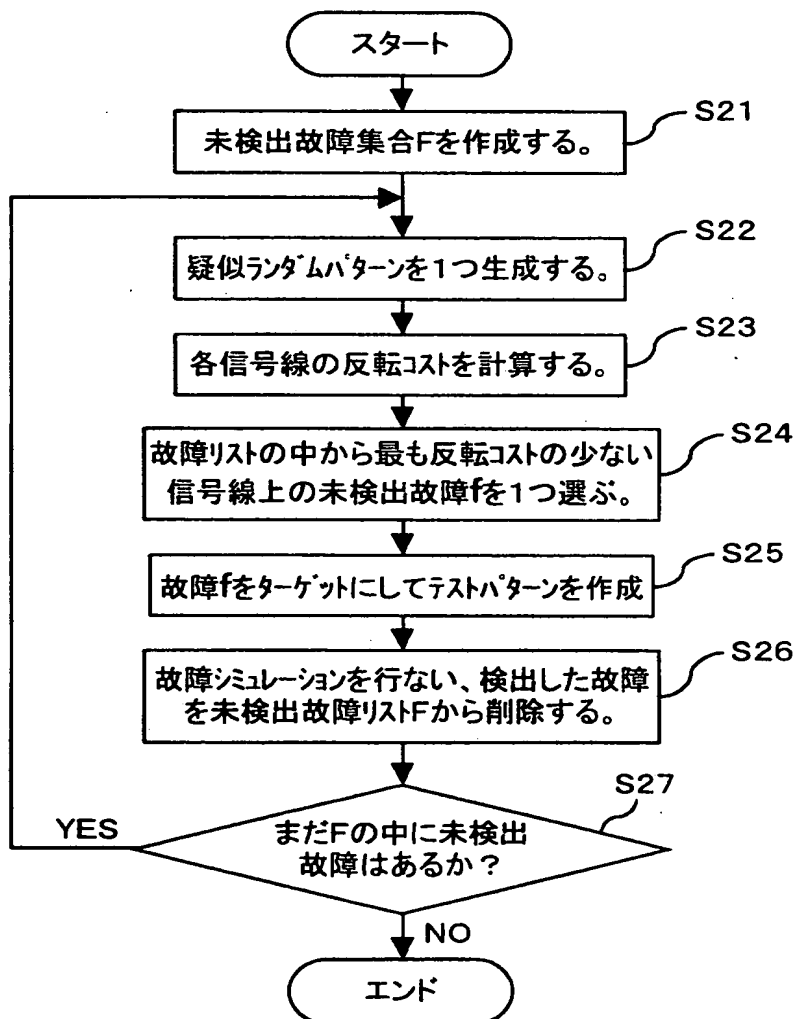 スタート
S21
未検出故障集合Fを作成する。
S22
疑似ランダムパターンを1つ生成する。
S23
各信号線の反転コストを計算する。
S24
故障リストの中から最も反転コストの少ない
信号線上の未検出故障fを1つ選ぶ。
S25
故障fをターゲットにしてテストパターンを作成
S26
故障シミュレーションを行ない、検出した故障
を未検出故障リストFから削除する。
S27
まだFの中に未検出
故障はあるか?
YES
NO
エンド